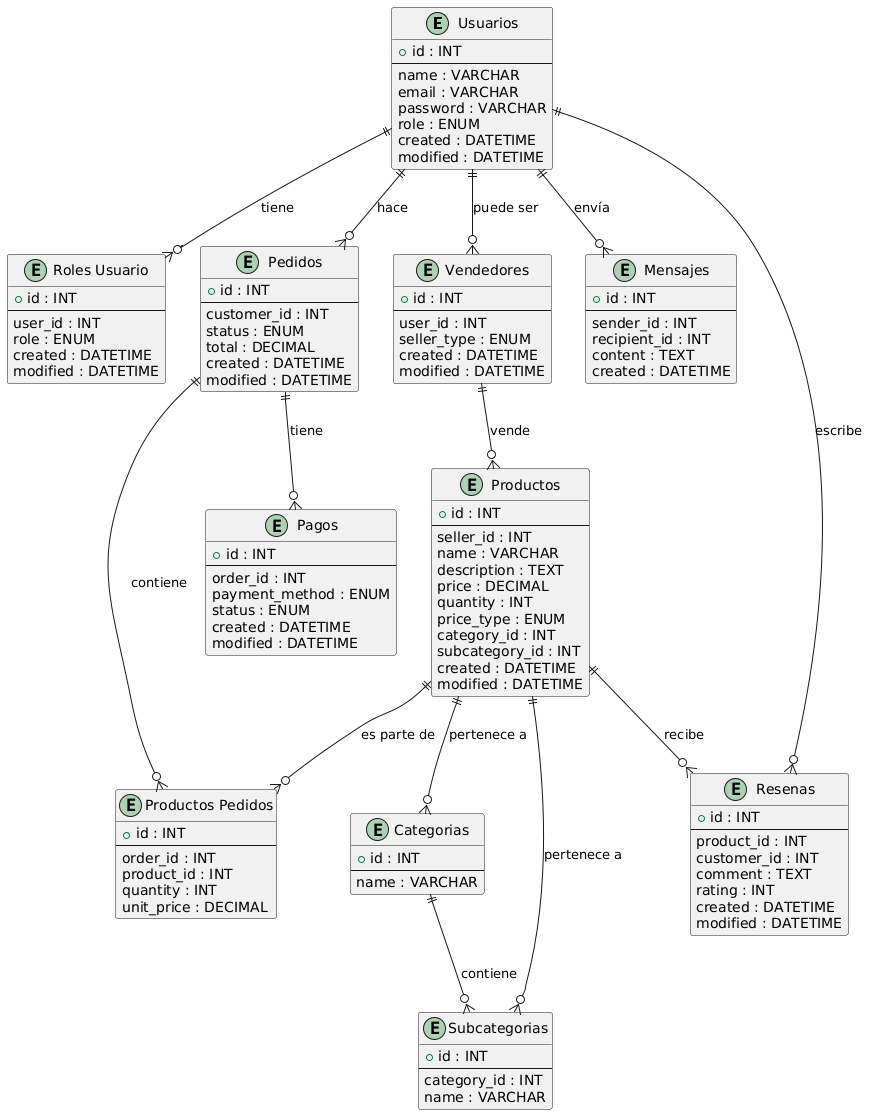 E Usuarios
id : INT
name : VARCHAR
email : VARCHAR
password : VARCHAR
role : ENUM
created : DATETIME
modified : DATETIME
tiene
hace
puede ser
envía
escribe
E Roles Usuario
id : INT
user_id : INT
role : ENUM
created : DATETIME
modified : DATETIME
E Pedidos
id : INT
customer_id : INT
status : ENUM
total : DECIMAL
created : DATETIME
modified : DATETIME
E Vendedores
id : INT
user_id : INT
seller_type : ENUM
created : DATETIME
modified : DATETIME
E Mensajes
id : INT
sender_id : INT
recipient_id : INT
content : TEXT
created : DATETIME
contiene
tiene
vende
E Pagos
id : INT
order_id : INT
payment_method : ENUM
status : ENUM
created : DATETIME
modified : DATETIME
E Productos
id : INT
seller_id : INT
name : VARCHAR
description : TEXT
price : DECIMAL
quantity : INT
price_type : ENUM
category_id : INT
subcategory_id : INT
created : DATETIME
modified : DATETIME
es parte de
pertenece a
pertenece a
recibe
E Productos Pedidos
id : INT
order_id : INT
product_id : INT
quantity : INT
unit_price : DECIMAL
E Categorias
id : INT
name : VARCHAR
E Resenas
id : INT
product_id : INT
customer_id : INT
comment : TEXT
rating : INT
created : DATETIME
modified : DATETIME
contiene
E Subcategorias
id : INT
category_id : INT
name : VARCHAR